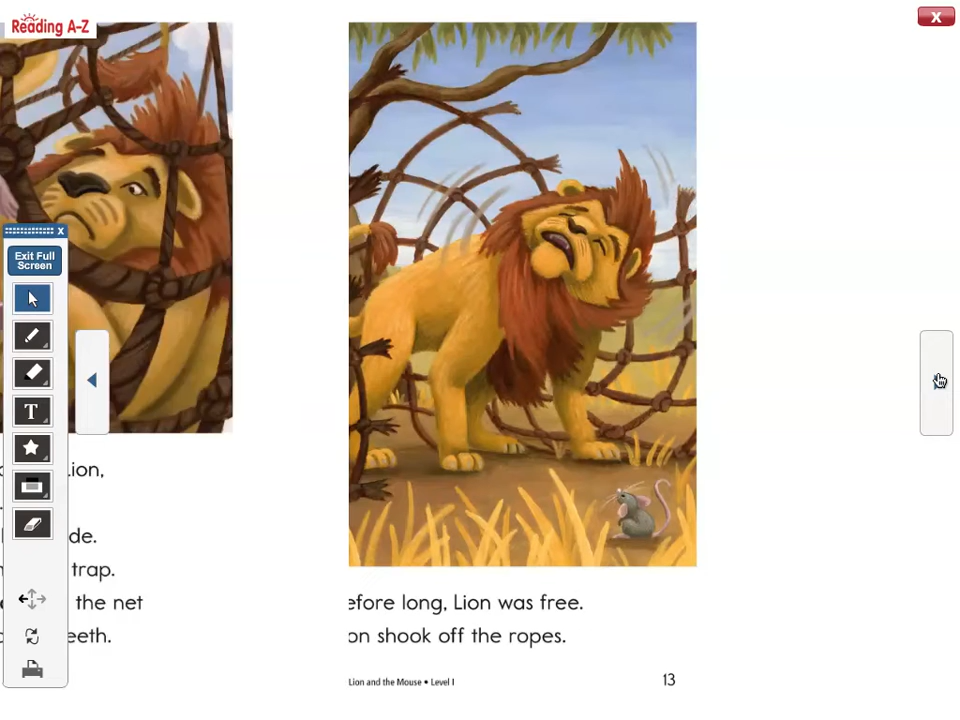 Reading A-Z
X
x
Exit Full
Screen
T
Lion,
de.
trap.
the net
eeth.
efore long, Lion was free.
on shook off the ropes.
Lion and the Mouse • Level I
13